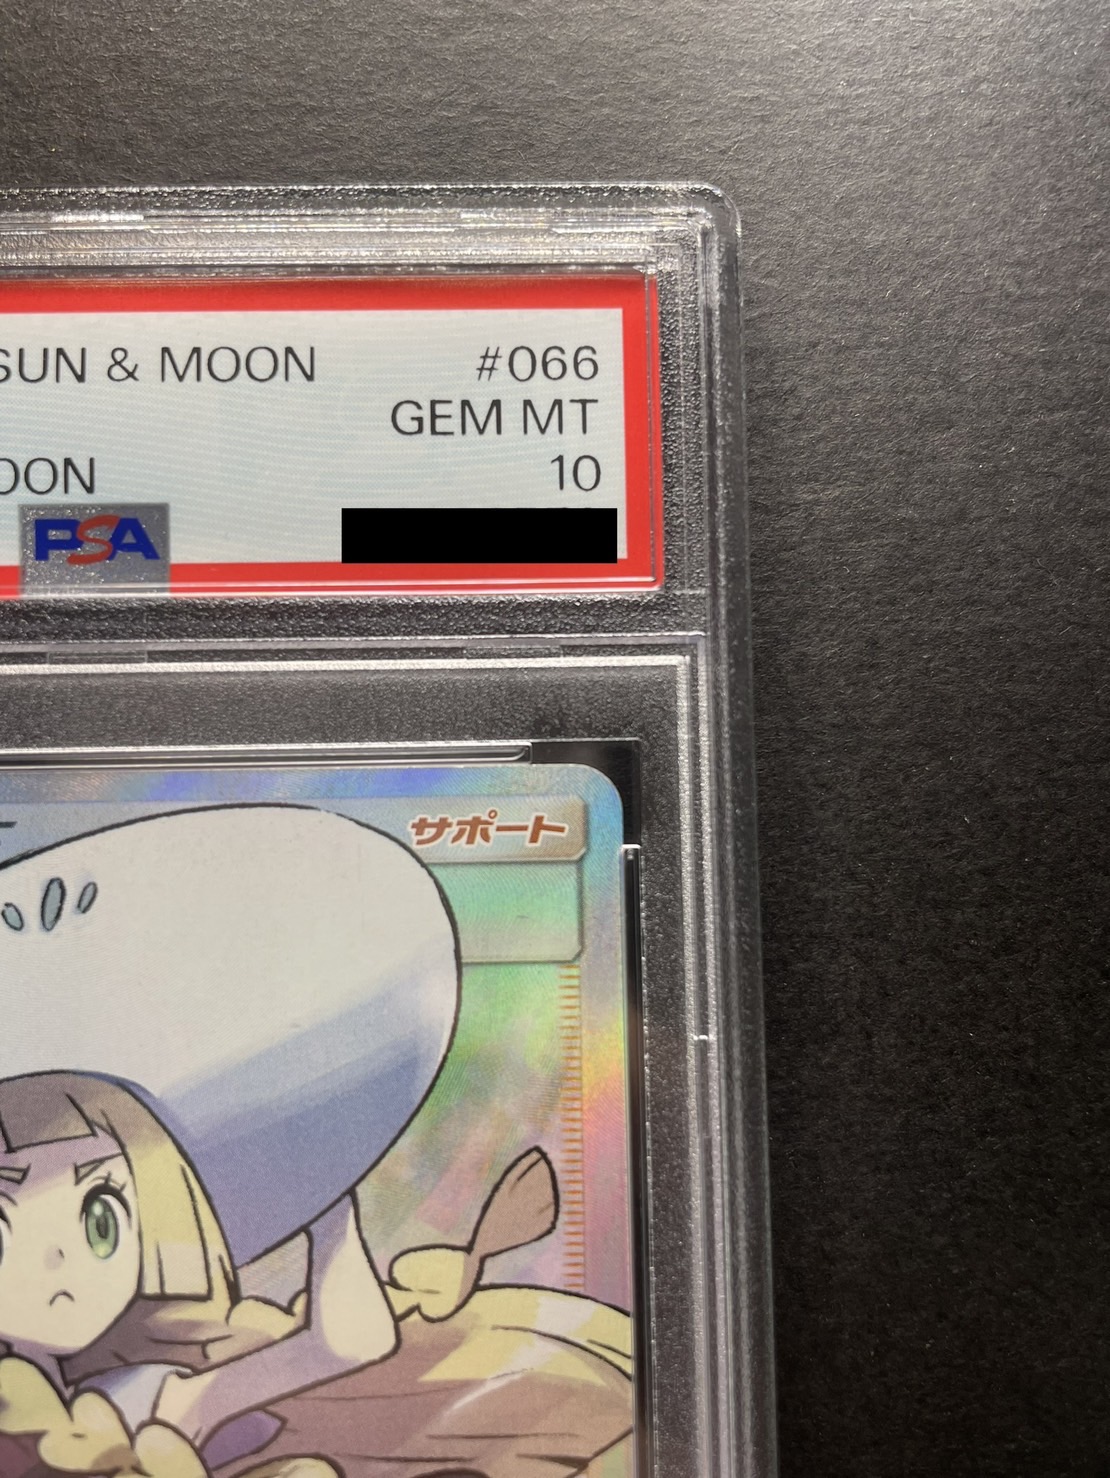 SUN & MOON #066
GEM MT
OON 10
PSA
サポート